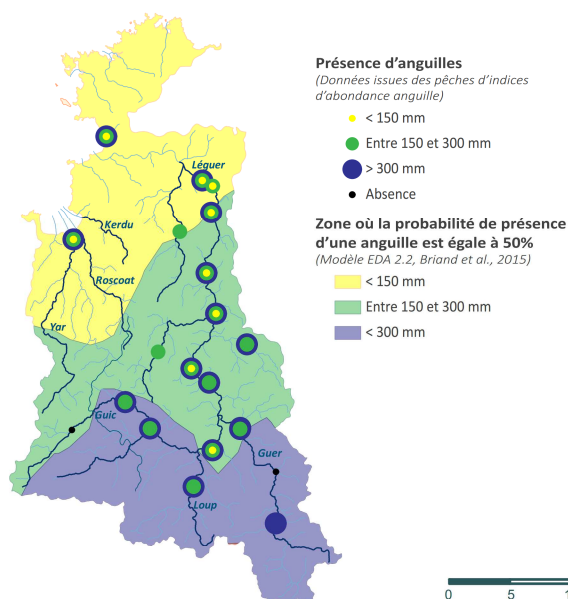 Présence d'anguilles
(Données issues des pêches d'indices
d'abondance anguille)
< 150 mm
Entre 150 et 300 mm
> 300 mm
Absence
Zone où la probabilité de présence
d'une anguille est égale à 50%
(Modèle EDA 2.2, Briand et al., 2015)
< 150 mm
Entre 150 et 300 mm
< 300 mm
Léguer
Kerdu
Roscoat
Yar
Guic
Guer
Loup
0 5